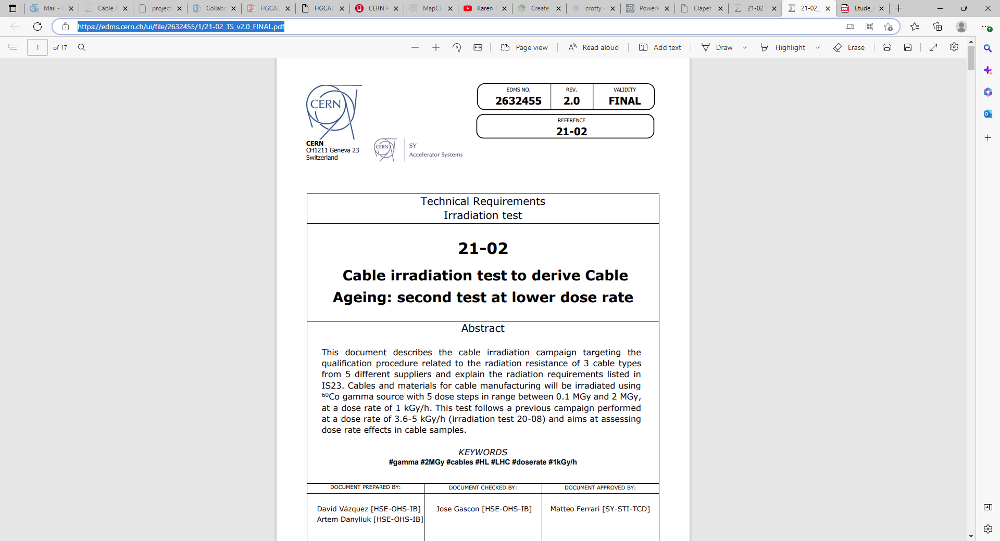 Mail -
Cable
project
Collabc
HGCAL
HGCAL
CERN P
MapCE
Karen T
Create
crotty -
PowerP
Clapet
21-02
21-02_
Etude_
https://edms.cern.ch/ui/file/2632455/1/21-02_TS_v2.0_FINAL.pdf
1 of 17
Page view
Read aloud
Add text
Draw
Highlight
Erase
CERN
EDMS NO. REV. VALIDITY
2632455 2.0 FINAL
REFERENCE
21-02
CERN
CH1211 Geneva 23
Switzerland
CERN
SY
Accelerator Systems
Technical Requirements
Irradiation test
21-02
Cable irradiation test to derive Cable
Ageing: second test at lower dose rate
Abstract
This document describes the cable irradiation campaign targeting the
qualification procedure related to the radiation resistance of 3 cable types
from 5 different suppliers and explain the radiation requirements listed in
IS23. Cables and materials for cable manufacturing will be irradiated using
⁶⁰Co gamma source with 5 dose steps in range between 0.1 MGy and 2 MGy,
at a dose rate of 1 kGy/h. This test follows a previous campaign performed
at a dose rate of 3.6-5 kGy/h (irradiation test 20-08) and aims at assessing
dose rate effects in cable samples.
KEYWORDS
#gamma #2MGy #cables #HL #LHC #doserate #1kGy/h
DOCUMENT PREPARED BY: DOCUMENT CHECKED BY: DOCUMENT APPROVED BY:
David Vázquez [HSE-OHS-IB] Jose Gascon [HSE-OHS-IB] Matteo Ferrari [SY-STI-TCD]
Artem Danyliuk [HSE-OHS-IB]